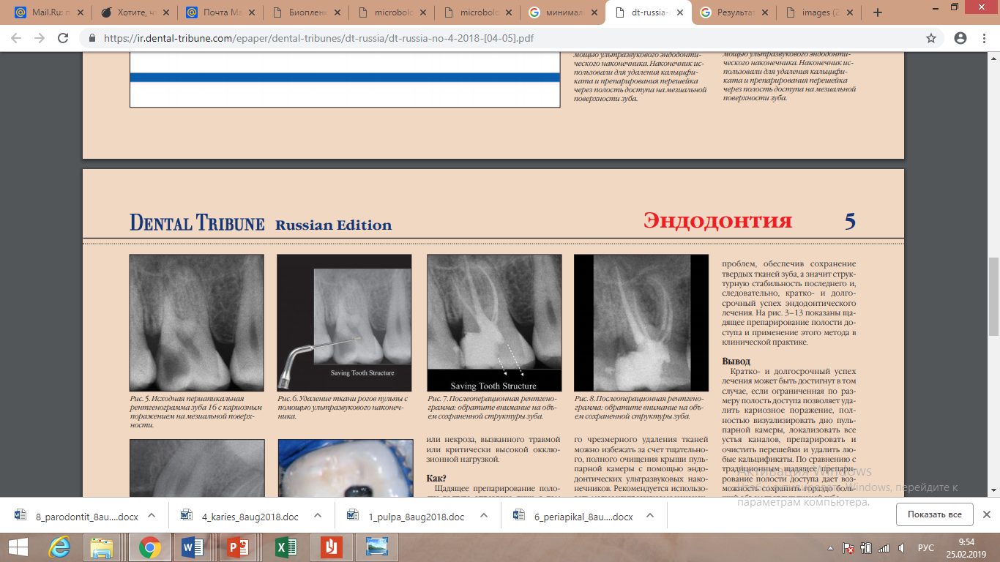 Mail.Ru: п
Хотите, чт
Почта Ма
Биоплен
microbolo
microbolo
минимал
dt-russia-
Результат
images (2
https://ir.dental-tribune.com/epaper/dental-tribunes/dt-russia/dt-russia-no-4-2018-[04-05].pdf
мощью ультразвукового эндодонти-
ческого наконечника. Наконечник ис-
пользовали для удаления кальцифи-
ката и препарирования перешейка
через полость доступа на мезиальной
поверхности зуба.
мощью ультразвукового эндодонти-
ческого наконечника. Наконечник ис-
пользовали для удаления кальцифи-
ката и препарирования перешейка
через полость доступа на мезиальной
поверхности зуба.
DENTAL TRIBUNE Russian Edition
Эндодонтия 5
Saving Tooth Structure
Saving Tooth Structure
Рис. 5. Исходная периапикальная
рентгенограмма зуба 16 с кариозным
поражением на мезиальной поверх-
ности.
Рис. 6. Удаление ткани рогов пульпы с
помощью ультразвукового наконеч-
ника.
Рис. 7. Послеоперационная рентгено-
грамма: обратите внимание на объ-
ем сохраненной структуры зуба.
Рис. 8. Послеоперационная рентгено-
грамма: обратите внимание на объ-
ем сохраненной структуры зуба.
или некроза, вызванного травмой
или критически высокой окклю-
зионной нагрузкой.
Как?
Щадящее препарирование поло-
го чрезмерного удаления тканей
можно избежать за счет тщательно-
го, полного очищения крыши пуль-
парной камеры с помощью эндо-
донтических ультразвуковых нако-
нечников. Рекомендуется использо-
проблем, обеспечив сохранение
твердых тканей зуба, а значит струк-
турную стабильность последнего и,
следовательно, кратко- и долго-
срочный успех эндодонтического
лечения. На рис. 3–13 показаны ща-
дящее препарирование полости до-
ступа и применение этого метода в
клинической практике.
Вывод
Кратко- и долгосрочный успех
лечения может быть достигнут в том
случае, если ограниченная по раз-
меру полость доступа позволяет уда-
лить кариозное поражение, пол-
ностью визуализировать дно пуль-
парной камеры, локализовать все
устья каналов, препарировать и
очистить перешейки и удалить лю-
бые кальцификаты. По сравнению с
традиционным щадящее препари-
рование полости доступа дает воз-
можность сохранить гораздо боль-
Активация Windows
Чтобы активировать Windows, перейдите к
параметрам компьютера.
8_parodontit_8au....docx
4_karies_8aug2018.doc
1_pulpa_8aug2018.doc
6_periapikal_8au....docx
Показать все
РУС
9:54
25.02.2019